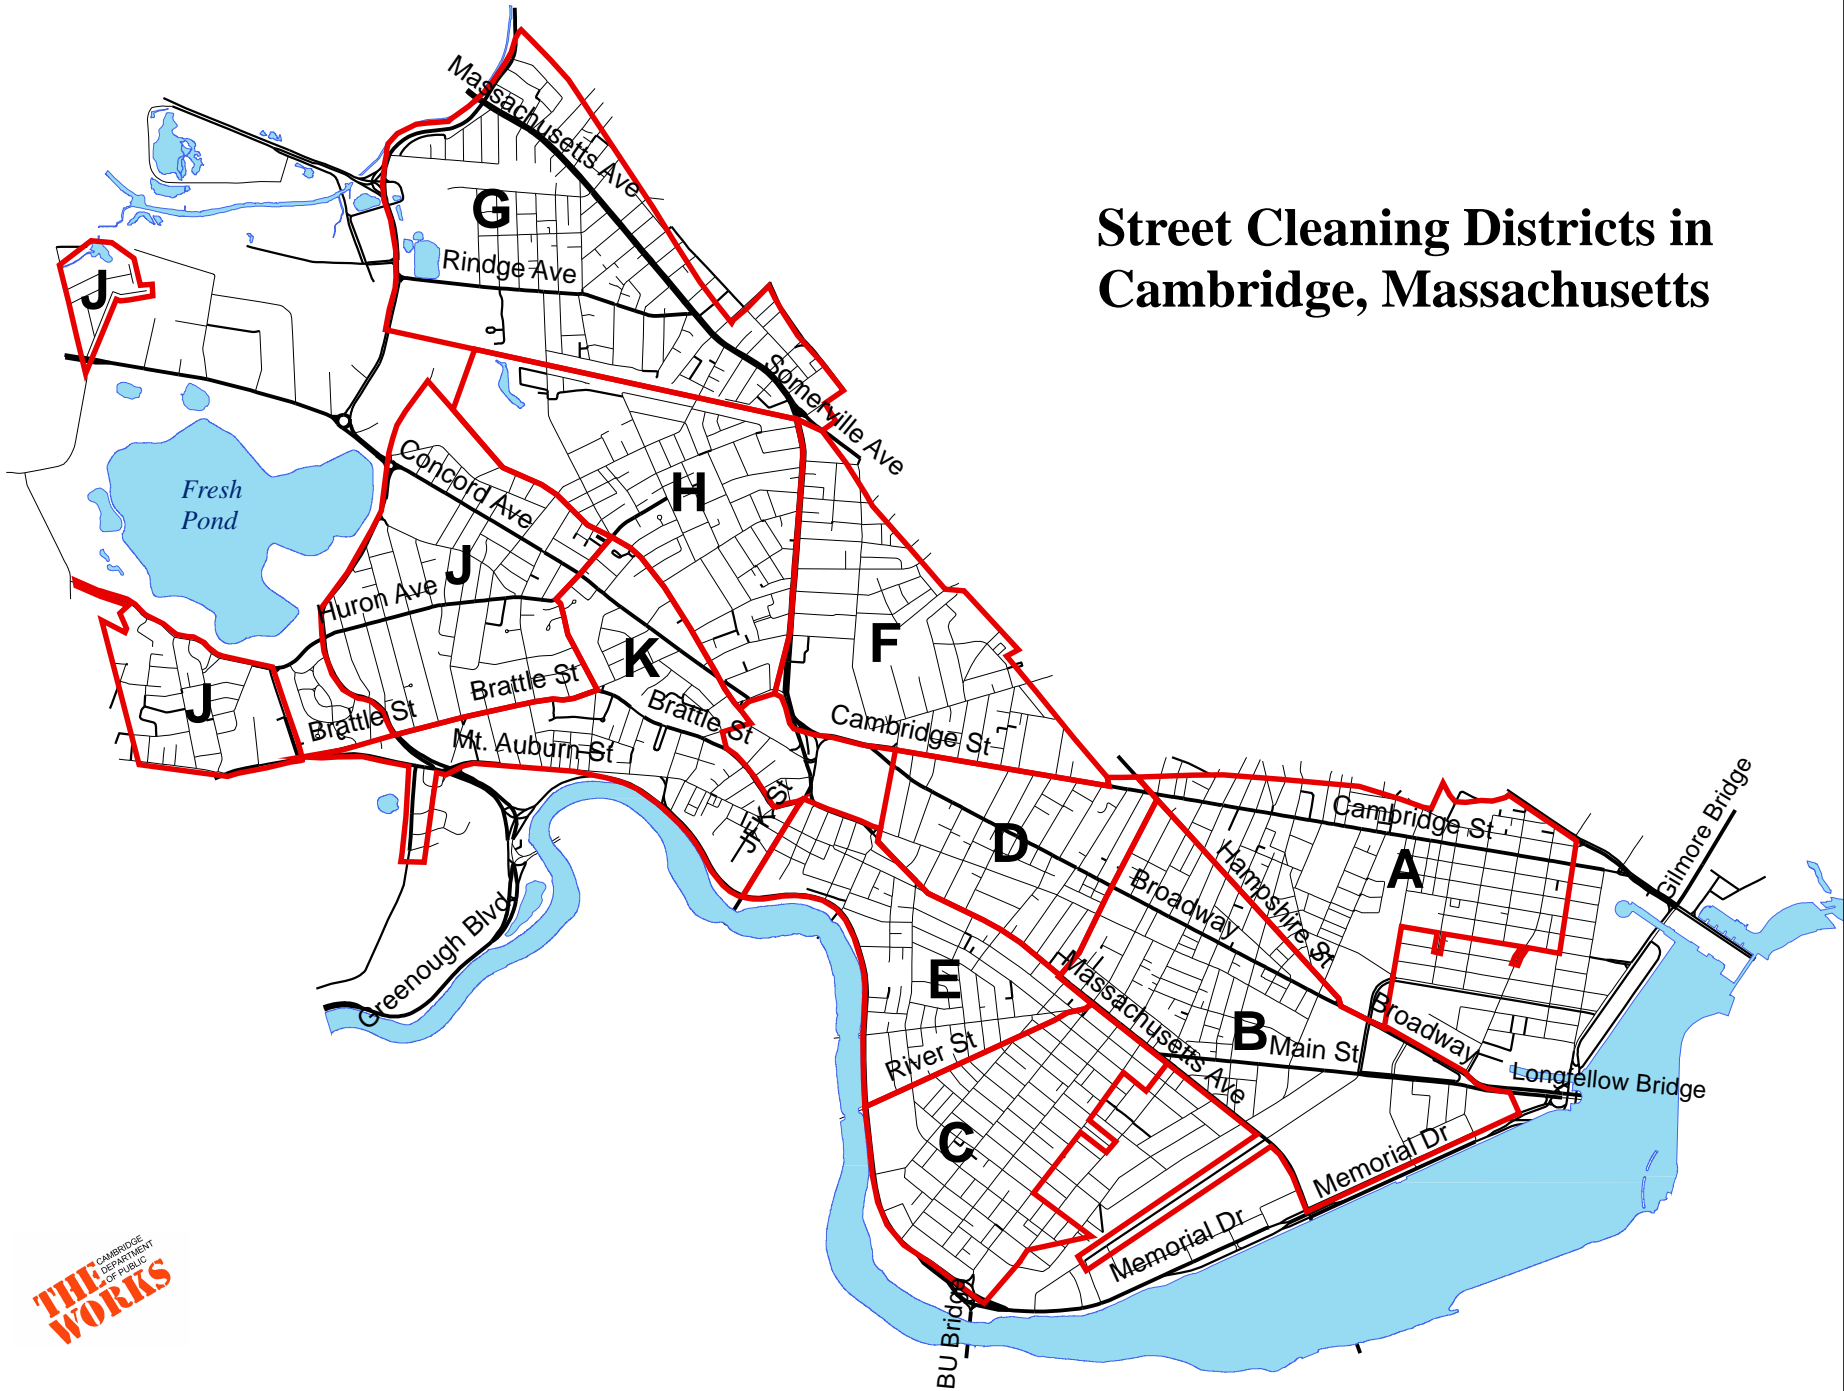 Street Cleaning Districts in
Cambridge, Massachusetts
Massachusetts Ave
G
Rindge Ave
J
Somerville Ave
Concord Ave
H
Fresh
Pond
J
Huron Ave
F
K
Brattle St
J
Brattle St
Brattle St
Cambridge St
Mt. Auburn St
JFK St
Cambridge St
Gilmore Bridge
D
Hampshire St
A
Broadway
Greenough Blvd
E
Massachusetts Ave
Broadway
B
Main St
River St
Longfellow Bridge
C
Memorial Dr
Memorial Dr
BU Bridge
CAMBRIDGE
DEPARTMENT
OF PUBLIC
THE
WORKS